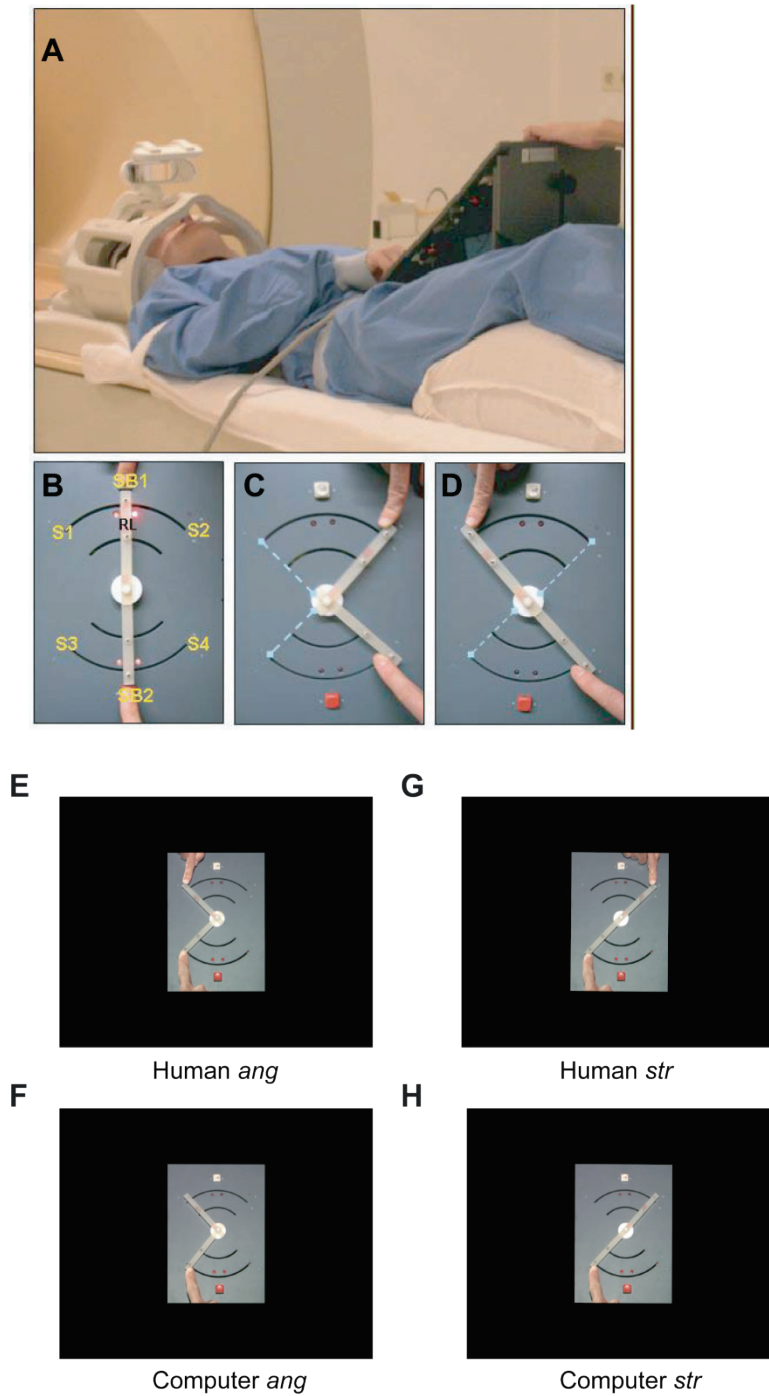 A
B
C
D
SB1
RL
S1
S2
S3
S4
SB2
E
G
Human ang
Human str
F
H
Computer ang
Computer str